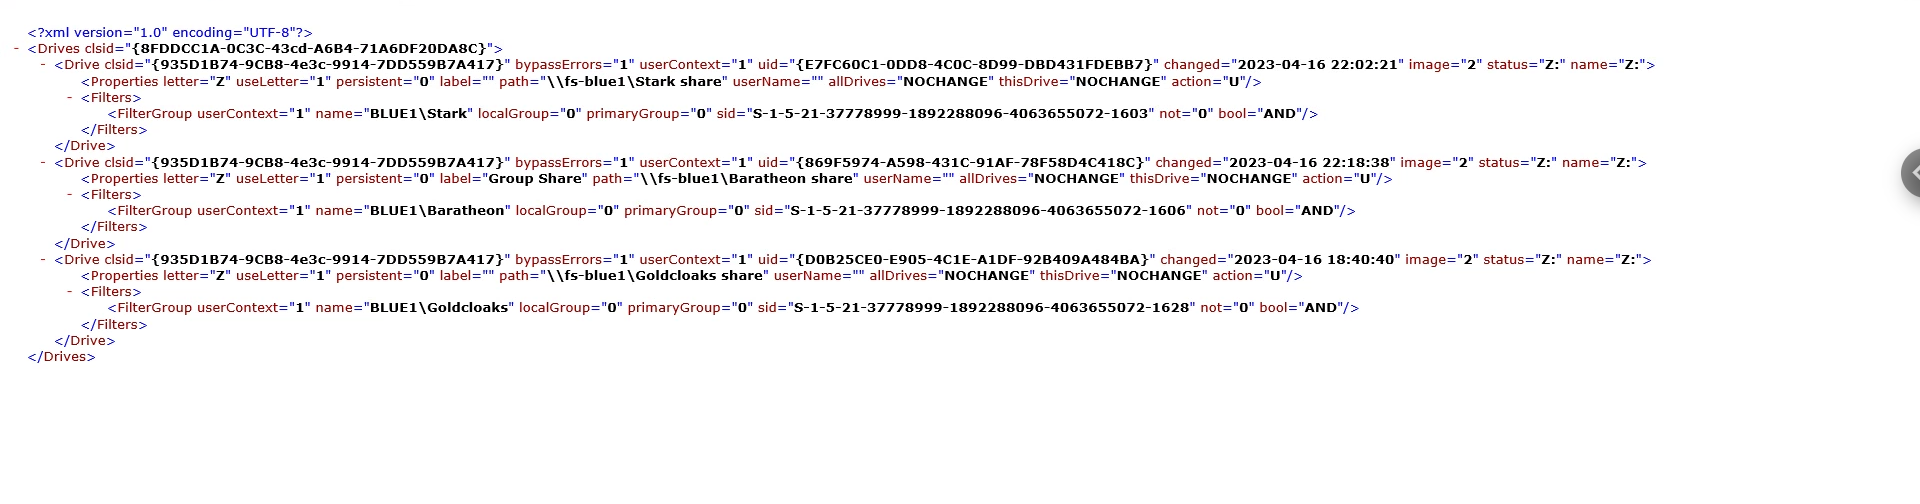 <?xml version="1.0" encoding="UTF-8"?>
- <Drives clsid="{8FDDCC1A-0C3C-43cd-A6B4-71A6DF20DA8C}">
- <Drive clsid="{935D1B74-9CB8-4e3c-9914-7DD559B7A417}" bypassErrors="1" userContext="1" uid="{E7FC60C1-0DD8-4C0C-8D99-DBD431FDEBB7}" changed="2023-04-16 22:02:21" image="2" status="Z:" name="Z:">
<Properties letter="Z" useLetter="1" persistent="0" label="" path="\\fs-blue1\Stark share" userName="" allDrives="NOCHANGE" thisDrive="NOCHANGE" action="U"/>
- <Filters>
<FilterGroup userContext="1" name="BLUE1\Stark" localGroup="0" primaryGroup="0" sid="S-1-5-21-37778999-1892288096-4063655072-1603" not="0" bool="AND"/>
</Filters>
</Drive>
- <Drive clsid="{935D1B74-9CB8-4e3c-9914-7DD559B7A417}" bypassErrors="1" userContext="1" uid="{869F5974-A598-431C-91AF-78F58D4C418C}" changed="2023-04-16 22:18:38" image="2" status="Z:" name="Z:">
<Properties letter="Z" useLetter="1" persistent="0" label="Group Share" path="\\fs-blue1\Baratheon share" userName="" allDrives="NOCHANGE" thisDrive="NOCHANGE" action="U"/>
- <Filters>
<FilterGroup userContext="1" name="BLUE1\Baratheon" localGroup="0" primaryGroup="0" sid="S-1-5-21-37778999-1892288096-4063655072-1606" not="0" bool="AND"/>
</Filters>
</Drive>
- <Drive clsid="{935D1B74-9CB8-4e3c-9914-7DD559B7A417}" bypassErrors="1" userContext="1" uid="{D0B25CE0-E905-4C1E-A1DF-92B409A484BA}" changed="2023-04-16 18:40:40" image="2" status="Z:" name="Z:">
<Properties letter="Z" useLetter="1" persistent="0" label="" path="\\fs-blue1\Goldcloaks share" userName="" allDrives="NOCHANGE" thisDrive="NOCHANGE" action="U"/>
- <Filters>
<FilterGroup userContext="1" name="BLUE1\Goldcloaks" localGroup="0" primaryGroup="0" sid="S-1-5-21-37778999-1892288096-4063655072-1628" not="0" bool="AND"/>
</Filters>
</Drive>
</Drives>